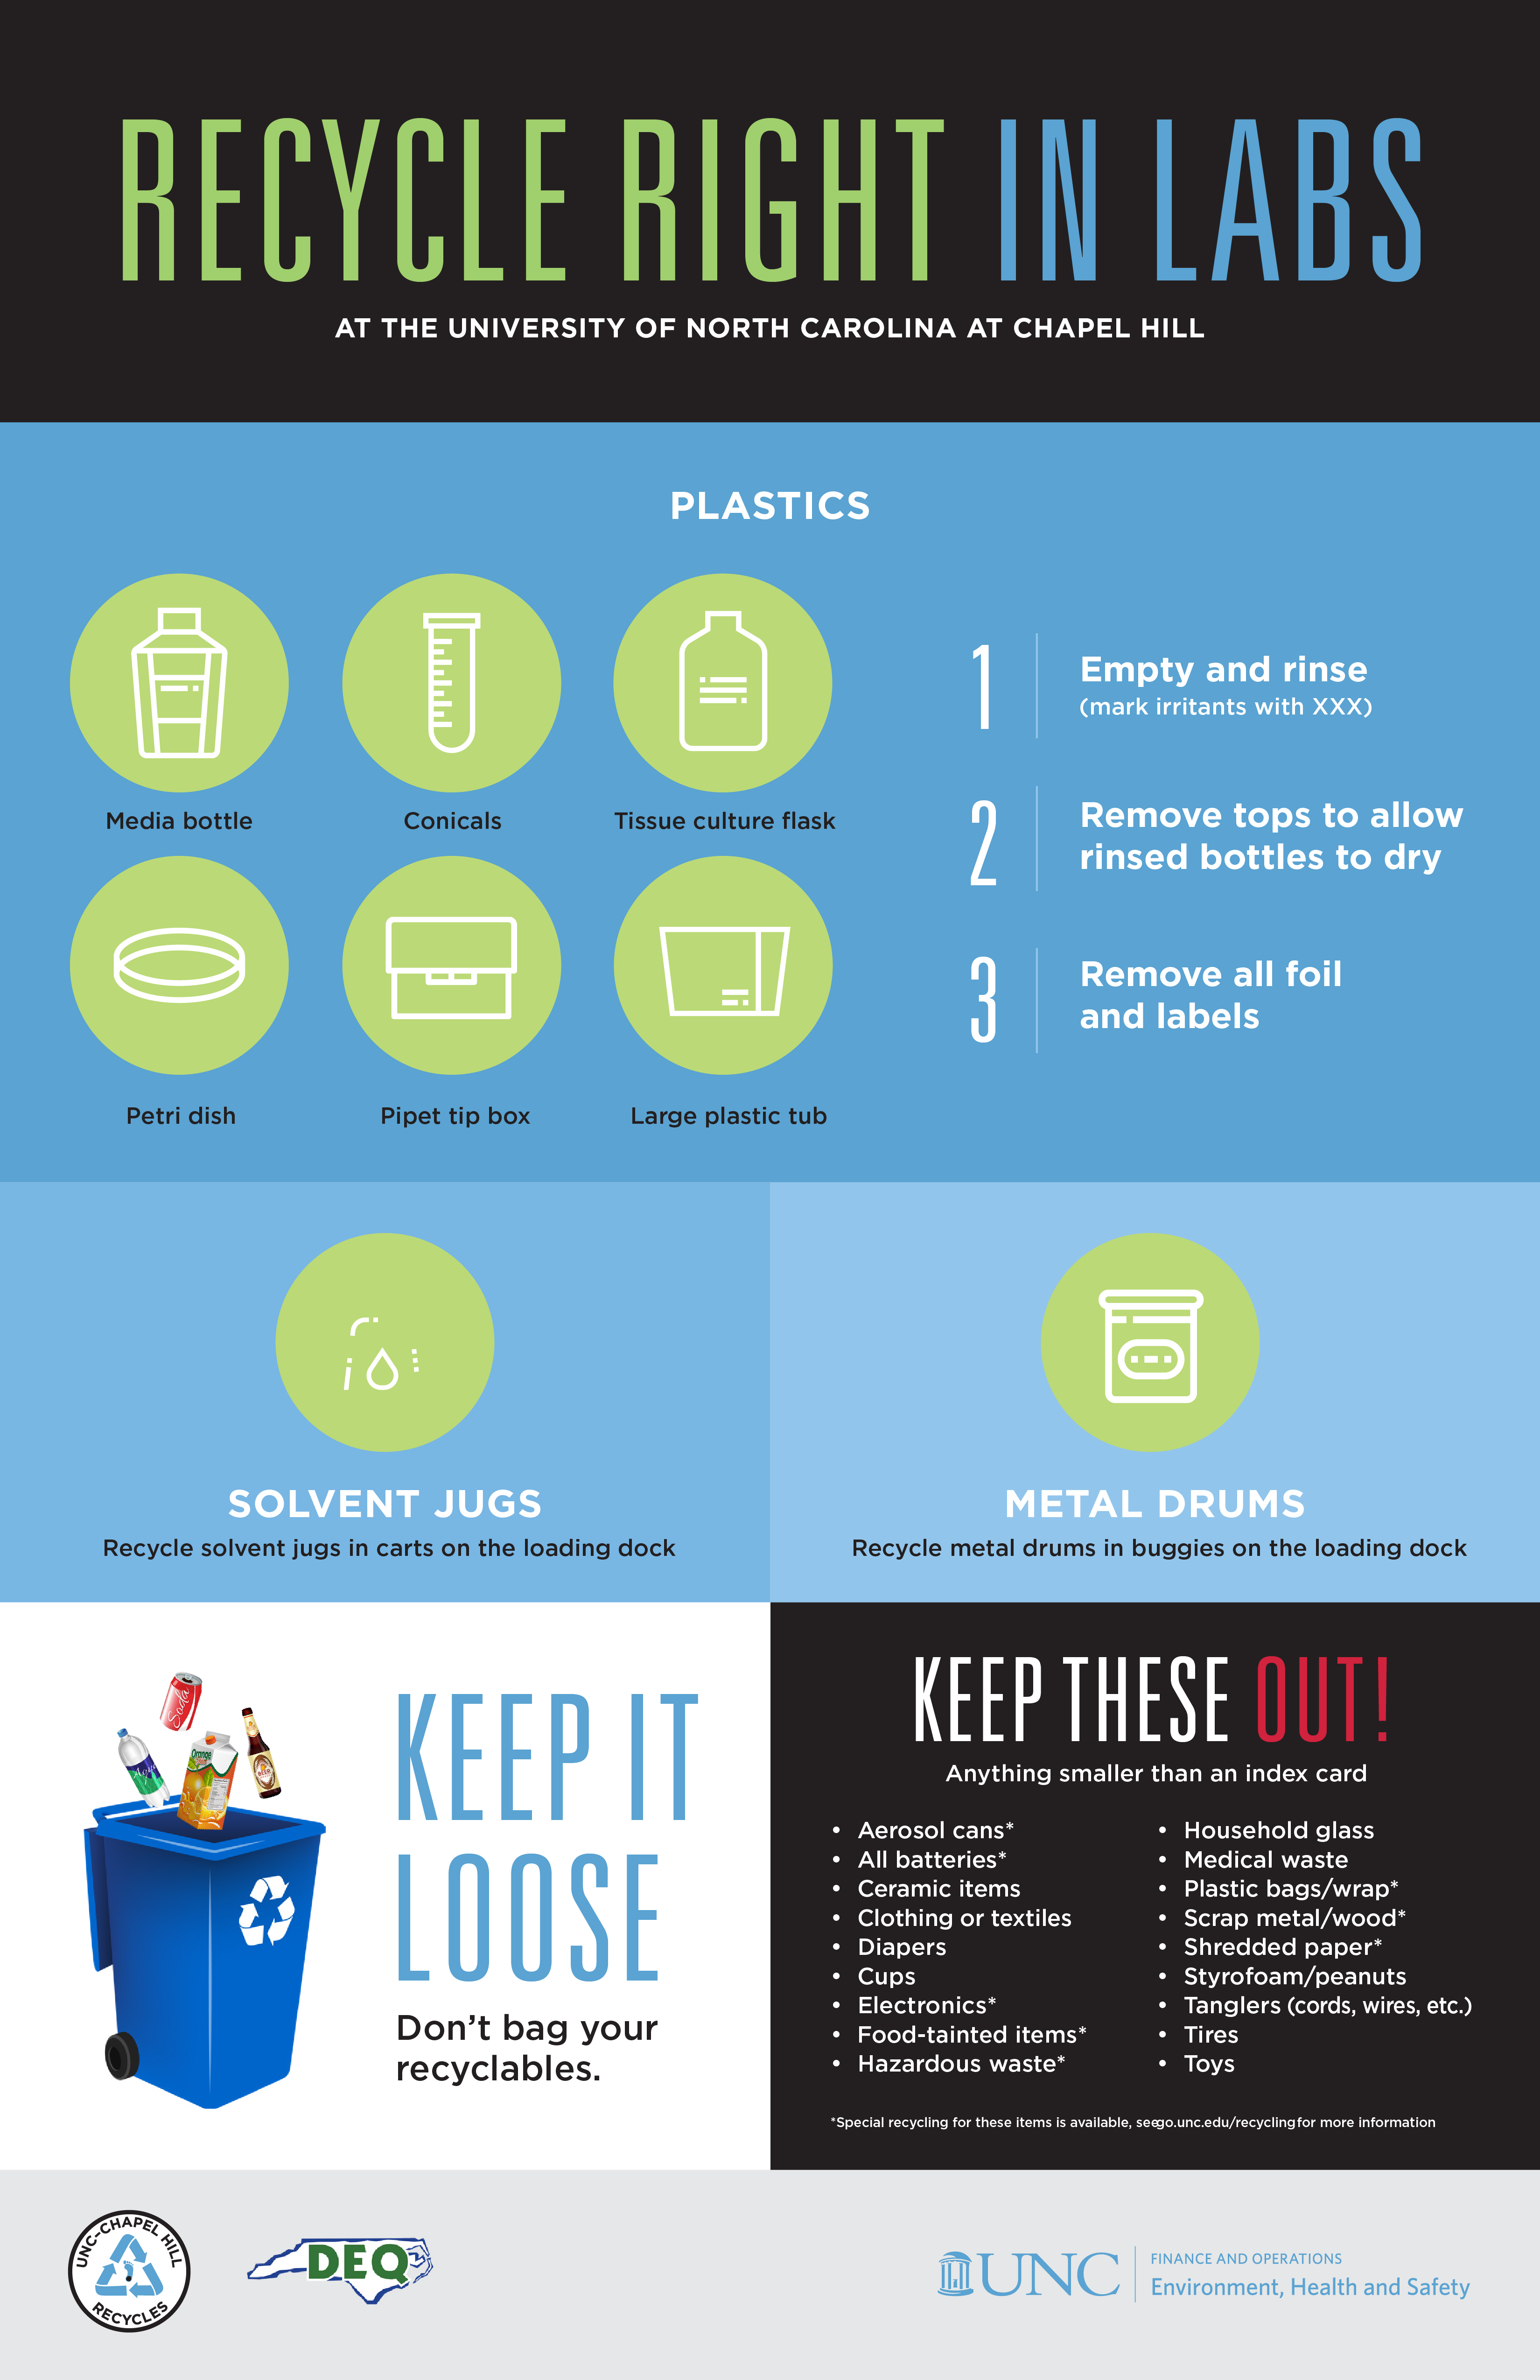 RECYCLE RIGHT IN LABS
AT THE UNIVERSITY OF NORTH CAROLINA AT CHAPEL HILL
PLASTICS
Media bottle
Conicals
Tissue culture flask
Petri dish
Pipet tip box
Large plastic tub
1
Empty and rinse
(mark irritants with XXX)
2
Remove tops to allow
rinsed bottles to dry
3
Remove all foil
and labels
SOLVENT JUGS
Recycle solvent jugs in carts on the loading dock
METAL DRUMS
Recycle metal drums in buggies on the loading dock
Soda
Orange
KEEP IT
LOOSE
Don't bag your
recyclables.
KEEP THESE OUT!
Anything smaller than an index card
• Aerosol cans*
• All batteries*
• Ceramic items
• Clothing or textiles
• Diapers
• Cups
• Electronics*
• Food-tainted items*
• Hazardous waste*
• Household glass
• Medical waste
• Plastic bags/wrap*
• Scrap metal/wood*
• Shredded paper*
• Styrofoam/peanuts
• Tanglers (cords, wires, etc.)
• Tires
• Toys
*Special recycling for these items is available, seego.unc.edu/recyclingfor more information
UNC-CHAPEL HILL
RECYCLES
DEQ
UNC
FINANCE AND OPERATIONS
Environment, Health and Safety